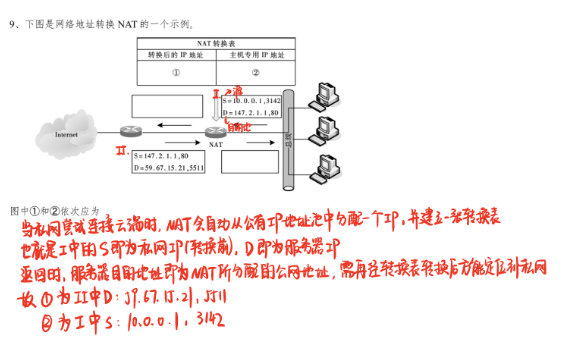 9、下图是网络地址转换 NAT 的一个示例。
NAT 转换表
转换后的 IP 地址 主机专用 IP 地址
① ②
I →源
S=10.0.0.1,3142
D=147.2.1.1,80
目的地
Internet
NAT
总线
II.
S=147.2.1.1,80
D=59.67.15.21,5511
图中①和②依次应为
当私网尝试连接云端时,NAT会自动从公有IP地址池中分配一个IP,并建立一张转换表
也就是I中的S即为私网IP(转换前),D即为服务器IP
返回时,服务器目的地址即为NAT所分配的公网地址,需再经转换表转换后方能定位到私网
故①为II中D:59.67.15.21,5511
②为I中S:10.0.0.1,3142